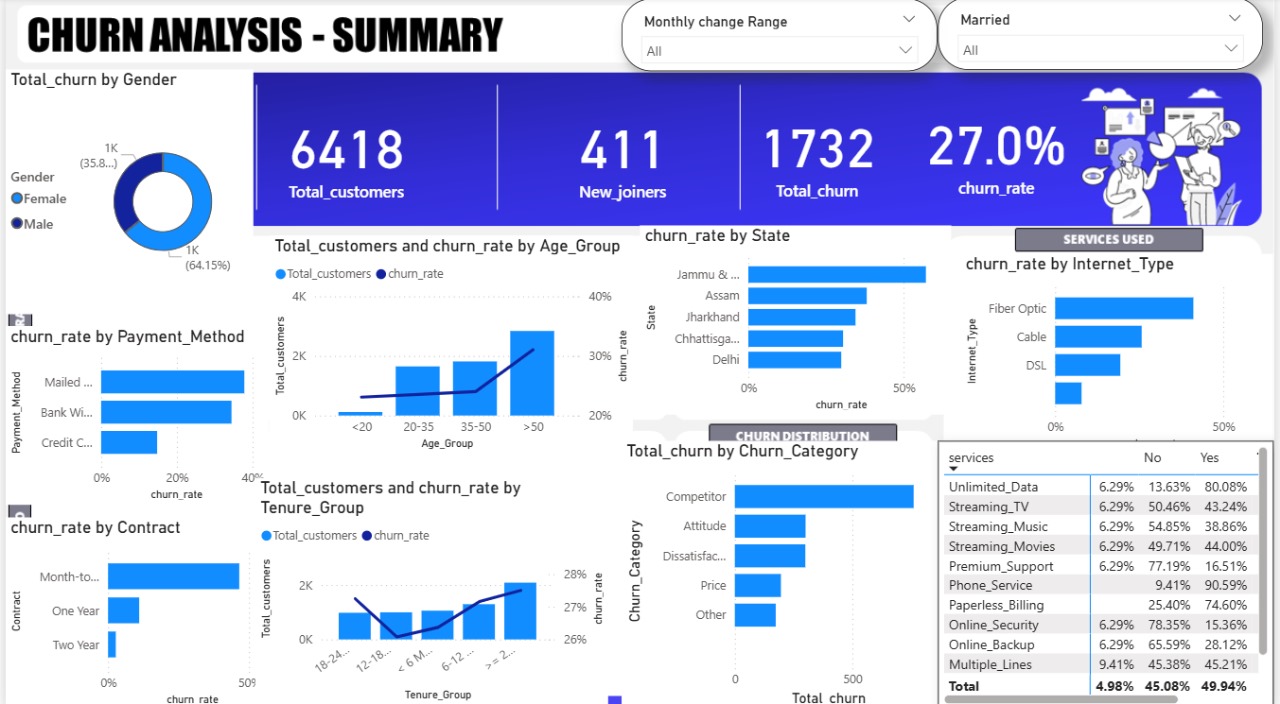 CHURN ANALYSIS - SUMMARY
Monthly change Range
All
Married
All
Total_churn by Gender
1K
(35.8...)
Gender
Female
Male
1K
(64.15%)
6418
Total_customers
411
New_joiners
1732
Total_churn
27.0%
churn_rate
churn_rate by Payment_Method
Payment_Method
Mailed ...
Bank Wi...
Credit C...
0%
20%
40%
churn_rate
churn_rate by Contract
Contract
Month-to...
One Year
Two Year
0%
50%
churn_rate
Total_customers and churn_rate by Age_Group
Total_customers
churn_rate
4K
2K
0K
Total_customers
40%
30%
20%
churn_rate
<20
20-35
35-50
>50
Age_Group
Total_customers and churn_rate by
Tenure_Group
Total_customers
churn_rate
2K
0K
Total_customers
28%
27%
26%
churn_rate
18-24...
12-18...
< 6 M...
6-12 ...
>= 2...
Tenure_Group
churn_rate by State
State
Jammu & ...
Assam
Jharkhand
Chhattisga...
Delhi
0%
50%
churn_rate
CHURN DISTRIBUTION
Total_churn by Churn_Category
Churn_Category
Competitor
Attitude
Dissatisfac...
Price
Other
0
500
Total_churn
SERVICES USED
churn_rate by Internet_Type
Internet_Type
Fiber Optic
Cable
DSL
0%
50%
services No Yes
Unlimited_Data 6.29% 13.63% 80.08%
Streaming_TV 6.29% 50.46% 43.24%
Streaming_Music 6.29% 54.85% 38.86%
Streaming_Movies 6.29% 49.71% 44.00%
Premium_Support 6.29% 77.19% 16.51%
Phone_Service 9.41% 90.59%
Paperless_Billing 25.40% 74.60%
Online_Security 6.29% 78.35% 15.36%
Online_Backup 6.29% 65.59% 28.12%
Multiple_Lines 9.41% 45.38% 45.21%
Total 4.98% 45.08% 49.94%